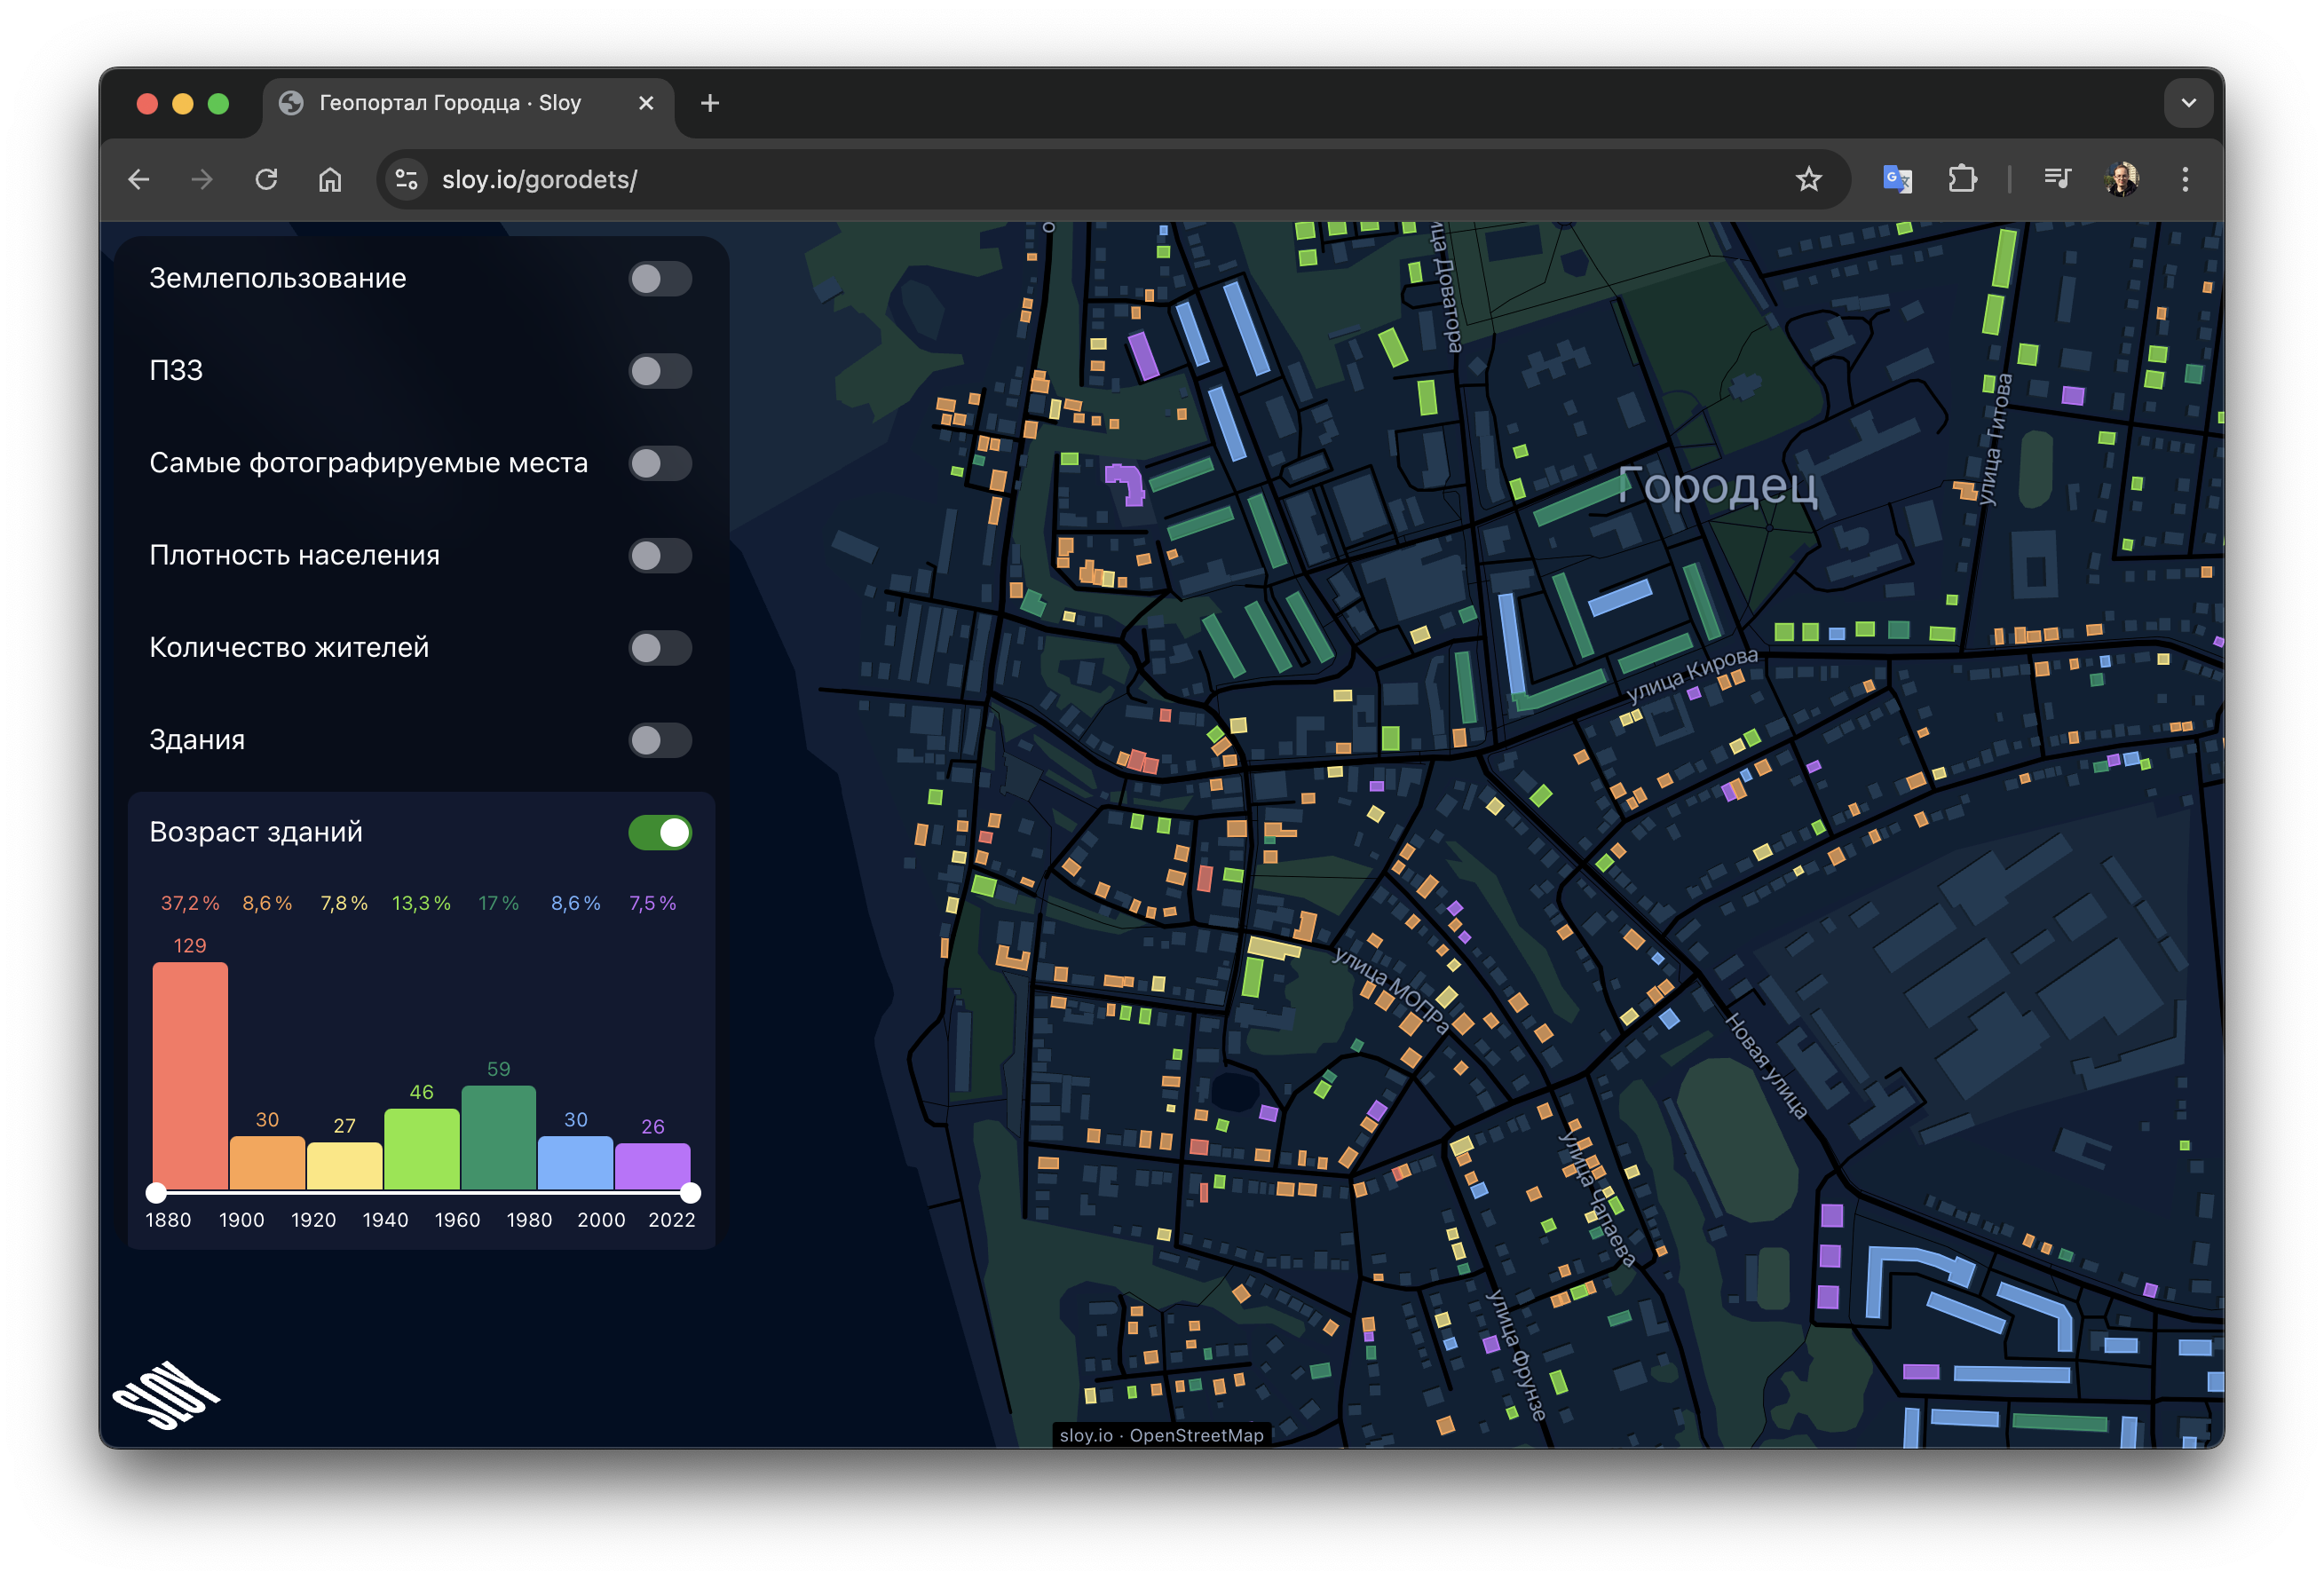 Геопортал Городца · Sloy
sloy.io/gorodets/
Землепользование
ПЗЗ
Самые фотографируемые места
Плотность населения
Количество жителей
Здания
Возраст зданий
37,2 % 8,6 % 7,8 % 13,3 % 17 % 8,6 % 7,5 %
129
30
27
46
59
30
26
1880 1900 1920 1940 1960 1980 2000 2022
SLOY
ица Доватора
улица Гитова
Городец
улица Кирова
улица МОПРа
Новая улица
улица Чапаева
улица Фрунзе
sloy.io · OpenStreetMap